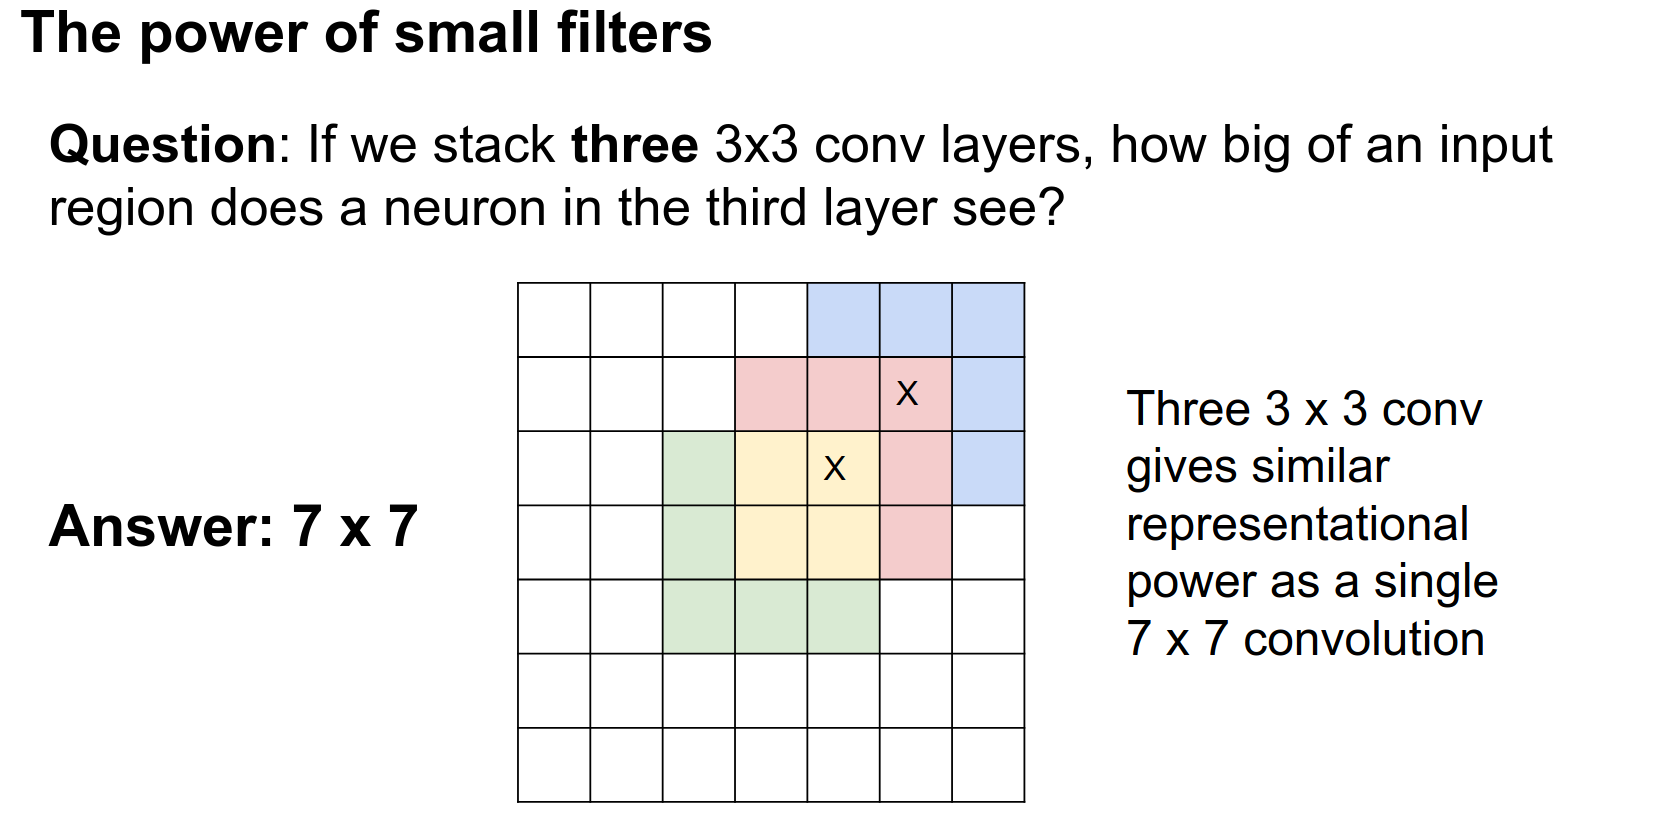 The power of small filters
Question: If we stack three 3x3 conv layers, how big of an input
region does a neuron in the third layer see?
X
X
Answer: 7 x 7
Three 3 x 3 conv
gives similar
representational
power as a single
7 x 7 convolution